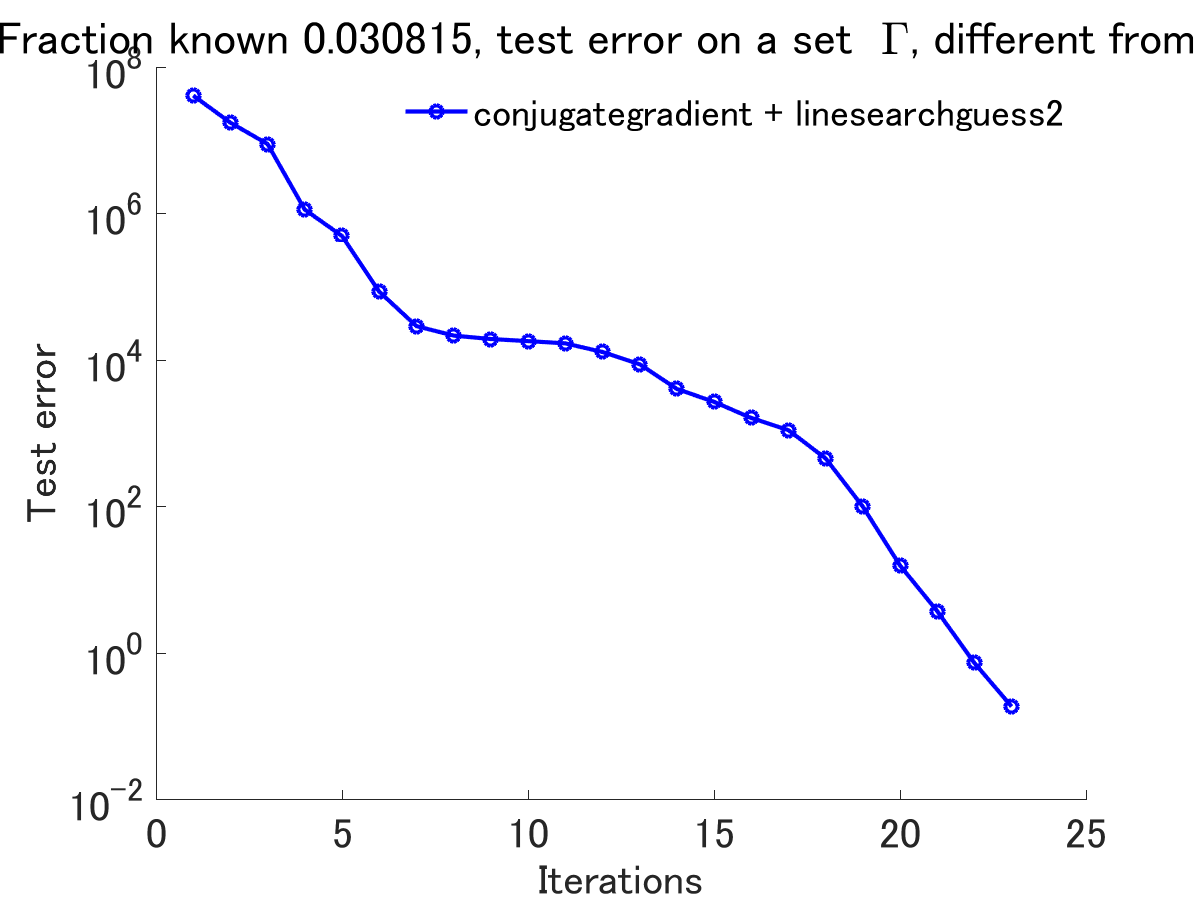 Fraction known 0.030815, test error on a set Γ, different from
10^8
conjugategradient + linesearchguess2
10^6
10^4
10^2
10^0
10^−2
Test error
0 5 10 15 20 25
Iterations